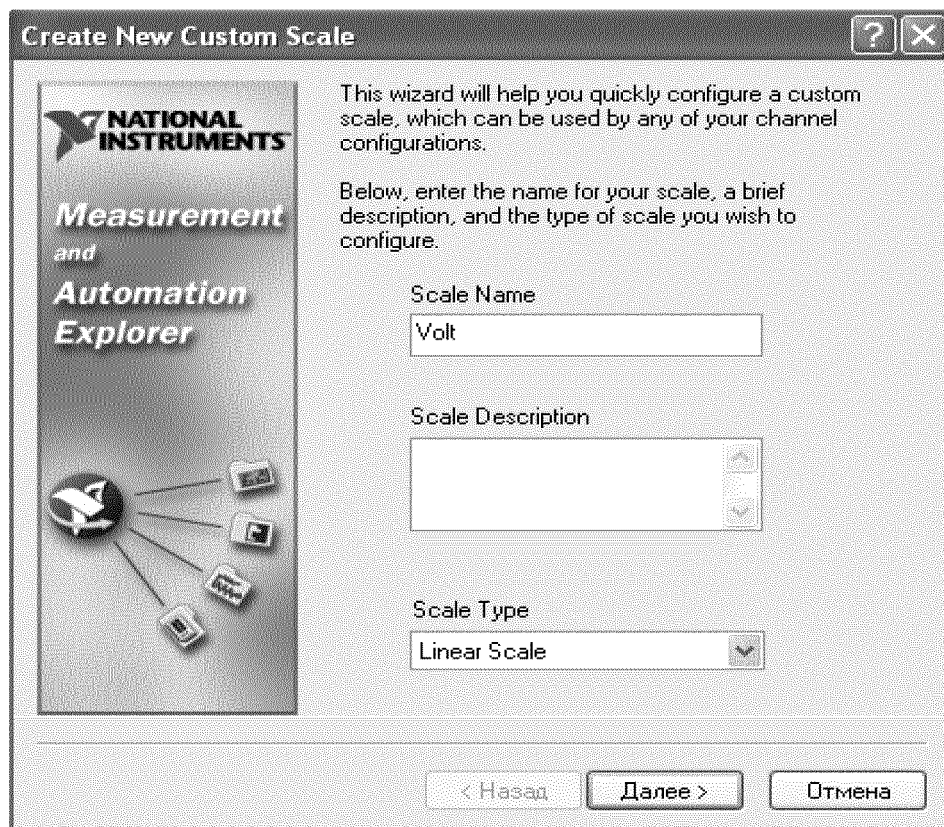 Create New Custom Scale
NATIONAL
INSTRUMENTS
Measurement
and
Automation
Explorer
This wizard will help you quickly configure a custom
scale, which can be used by any of your channel
configurations.
Below, enter the name for your scale, a brief
description, and the type of scale you wish to
configure.
Scale Name
Volt
Scale Description
Scale Type
Linear Scale
< Назад
Далее >
Отмена